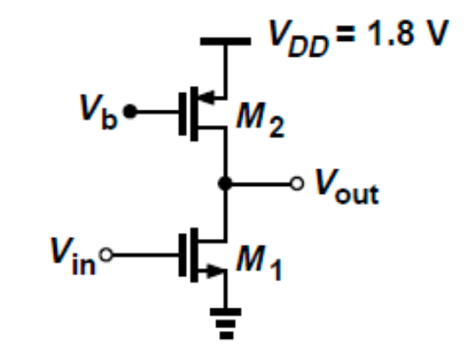 V_DD = 1.8 V
V_b
M_2
V_out
V_in
M_1